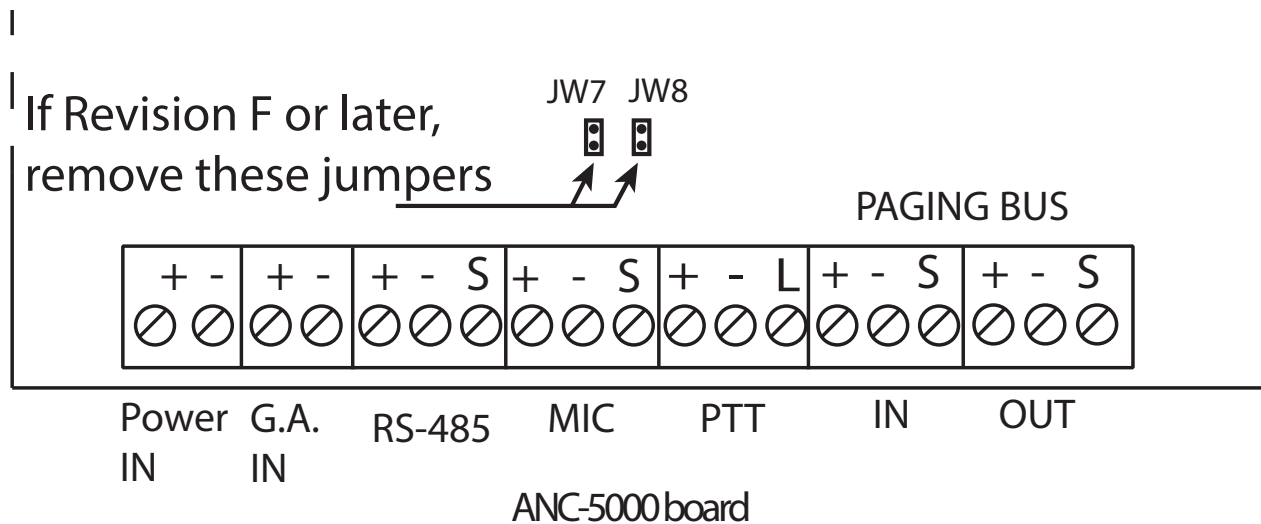 JW7 JW8
If Revision F or later,
remove these jumpers
PAGING BUS
+ - + - + - S + - S + - L + - S + - S
Power IN
G.A. IN
RS-485
MIC
PTT
IN
OUT
ANC-5000 board